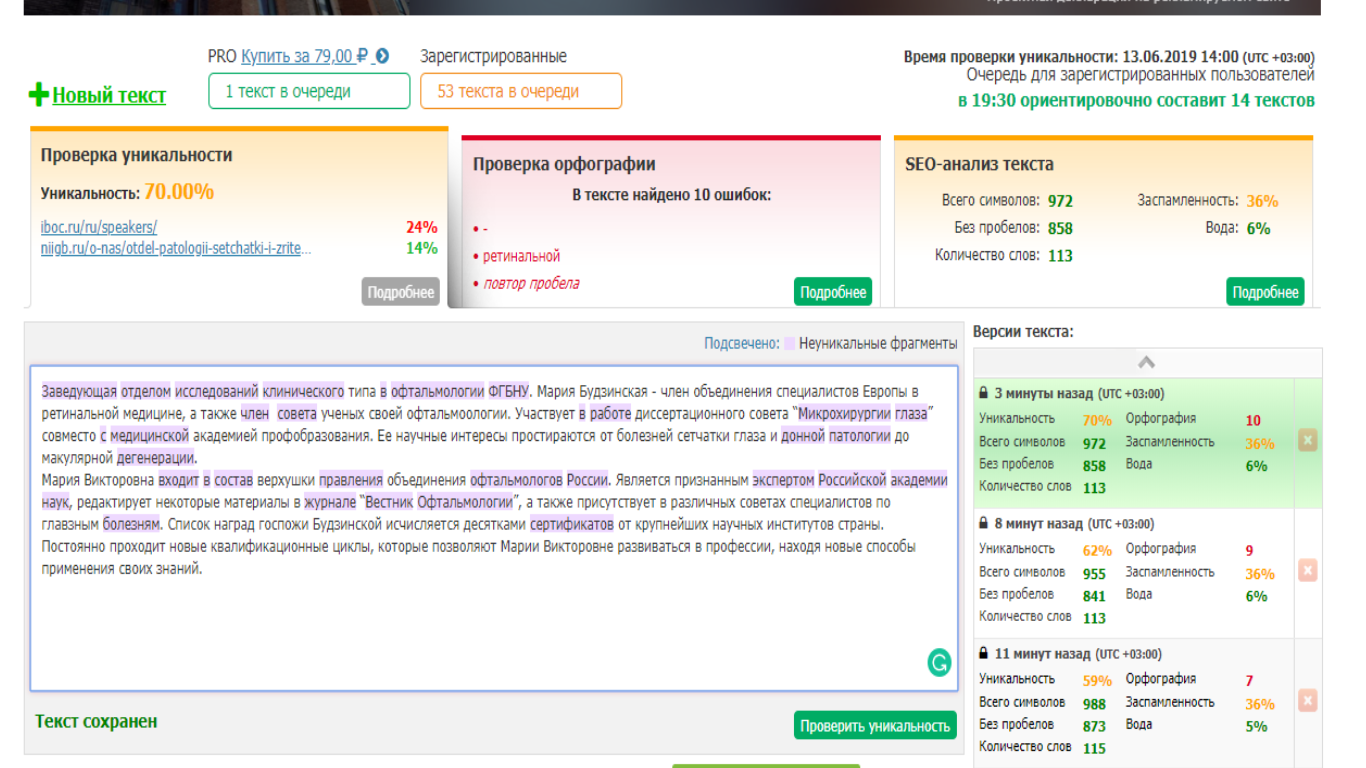 PRO Купить за 79,00 ₽
Зарегистрированные
Время проверки уникальности: 13.06.2019 14:00 (UTC +03:00)
Очередь для зарегистрированных пользователей
в 19:30 ориентировочно составит 14 текстов
Новый текст
1 текст в очереди
53 текста в очереди
Проверка уникальности
Уникальность: 70.00%
iboc.ru/ru/speakers/ 24%
niigb.ru/o-nas/otdel-patologii-setchatki-i-zrite... 14%
Подробнее
Проверка орфографии
В тексте найдено 10 ошибок:
• -
• ретинальной
• повтор пробела
Подробнее
SEO-анализ текста
Всего символов: 972 Заспамленность: 36%
Без пробелов: 858 Вода: 6%
Количество слов: 113
Подробнее
Подсвечено: Неуникальные фрагменты
Заведующая отделом исследований клинического типа в офтальмологии ФГБНУ. Мария Будзинская - член объединения специалистов Европы в
ретинальной медицине, а также член  совета ученых своей офтальмоологии. Участвует в работе диссертационного совета “Микрохирургии глаза”
совместо с медицинской академией профобразования. Ее научные интересы простираются от болезней сетчатки глаза и донной патологии до
макулярной дегенерации.
Мария Викторовна входит в состав верхушки правления объединения офтальмологов России. Является признанным экспертом Российской академии
наук, редактирует некоторые материалы в журнале “Вестник Офтальмологии”, а также присутствует в различных советах специалистов по
главзным болезням. Список наград госпожи Будзинской исчисляется десятками сертификатов от крупнейших научных институтов страны.
Постоянно проходит новые квалификационные циклы, которые позволяют Марии Викторовне развиваться в профессии, находя новые способы
применения своих знаний.
Текст сохранен
Проверить уникальность
Версии текста:
3 минуты назад (UTC +03:00)
Уникальность 70% Орфография 10
Всего символов 972 Заспамленность 36%
Без пробелов 858 Вода 6%
Количество слов 113
8 минут назад (UTC +03:00)
Уникальность 62% Орфография 9
Всего символов 955 Заспамленность 36%
Без пробелов 841 Вода 6%
Количество слов 113
11 минут назад (UTC +03:00)
Уникальность 59% Орфография 7
Всего символов 988 Заспамленность 36%
Без пробелов 873 Вода 5%
Количество слов 115